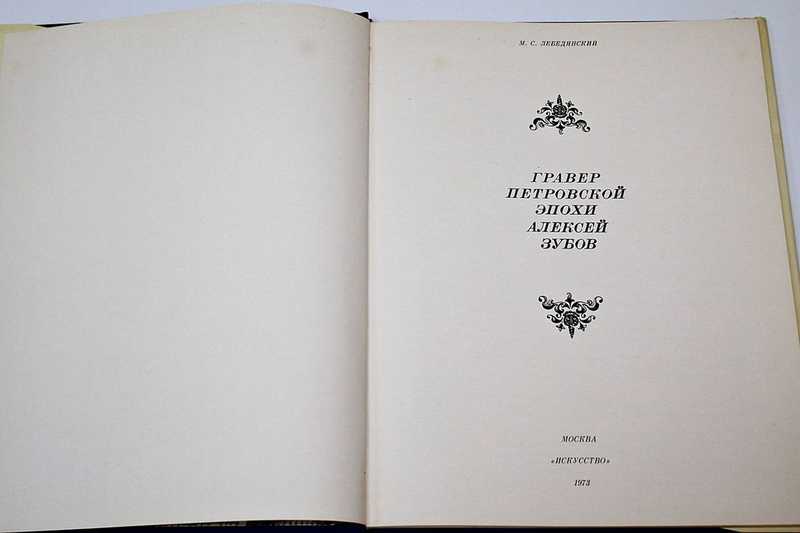 М. С. ЛЕБЕДЯНСКИЙ
ГРАВЕР
ПЕТРОВСКОЙ
ЭПОХИ
АЛЕКСЕЙ
ЗУБОВ
МОСКВА
«ИСКУССТВО»
1973